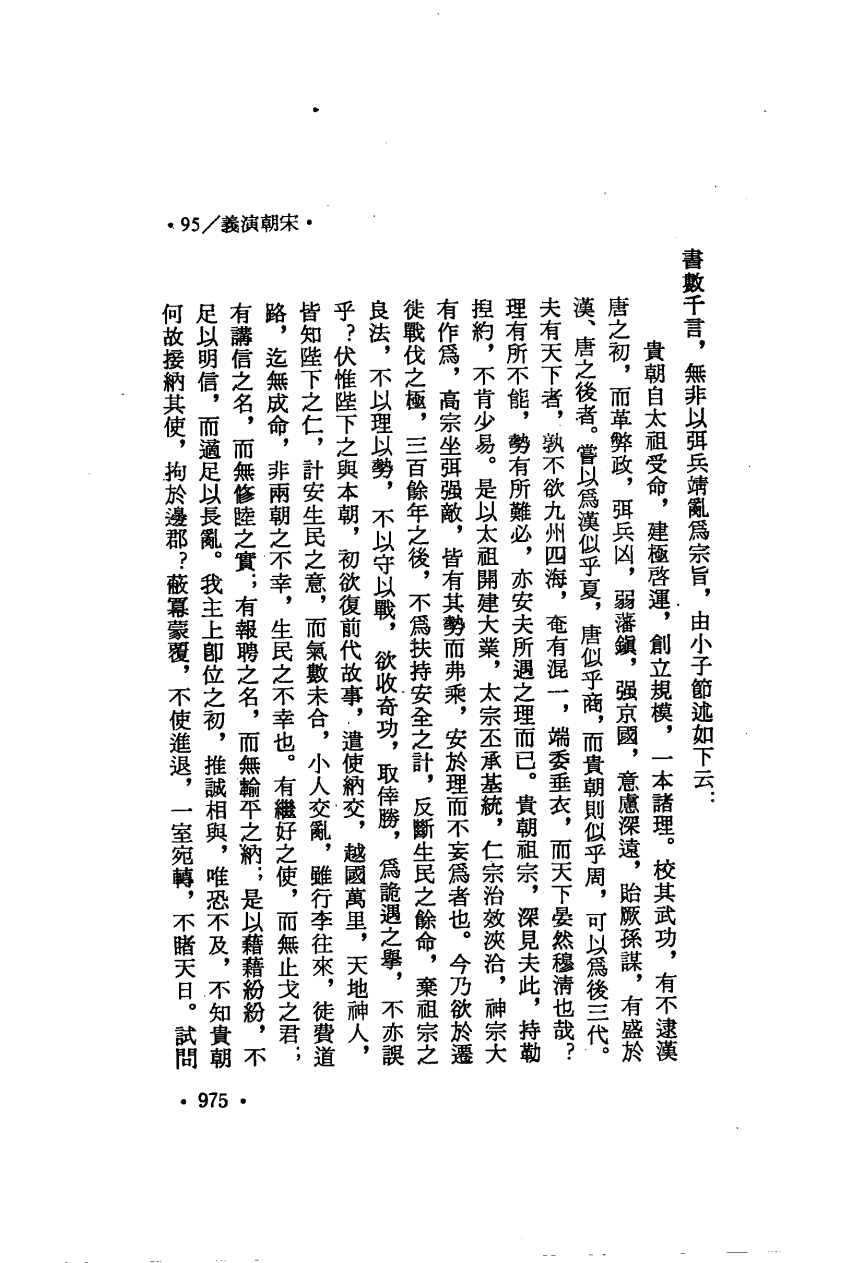 ·95／義演朝宋·
書數千言，無非以弭兵靖亂爲宗旨，由小子節述如下云：
貴朝自太祖受命，建極啓運，創立規模，一本諸理。校其武功，有不逮漢
唐之初，而革弊政，弭兵凶，弱藩鎭，强京國，意慮深遠，貽厥孫謀，有盛於
漢、唐之後者。嘗以爲漢似乎夏，唐似乎商，而貴朝則似乎周，可以爲後三代。
夫有天下者，孰不欲九州四海，奄有混一，端委垂衣，而天下晏然穆淸也哉？
理有所不能，勢有所難必，亦安夫所遇之理而已。貴朝祖宗，深見夫此，持勒
揑約，不肯少易。是以太祖開建大業，太宗丕承基統，仁宗治效浹洽，神宗大
有作爲，高宗坐弭强敵，皆有其勢而弗乘，安於理而不妄爲者也。今乃欲於遷
徙戰伐之極，三百餘年之後，不爲扶持安全之計，反斷生民之餘命，棄祖宗之
良法，不以理以勢，不以守以戰，欲收奇功，取倖勝，爲詭遇之擧，不亦誤
乎？伏惟陛下之與本朝，初欲復前代故事，遣使納交，越國萬里，天地神人，
皆知陛下之仁，計安生民之意，而氣數未合，小人交亂，雖行李往來，徒費道
路，迄無成命，非兩朝之不幸，生民之不幸也。有繼好之使，而無止戈之君；
有講信之名，而無修睦之實；有報聘之名，而無輸平之納；是以藉藉紛紛，不
足以明信，而適足以長亂。我主上卽位之初，推誠相與，唯恐不及，不知貴朝
何故接納其使，拘於邊郡？蔽冪蒙覆，不使進退，一室宛轉，不睹天日。試問
·975·